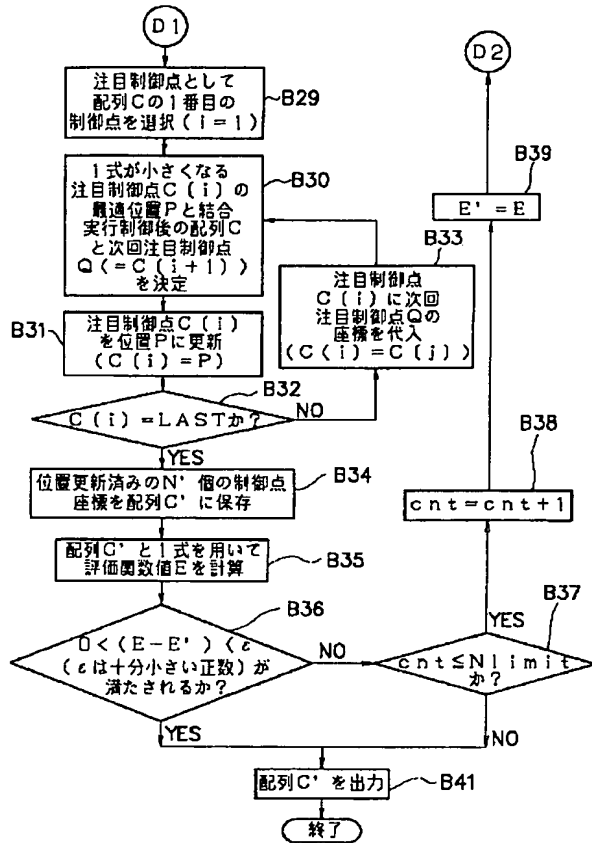 D1
注目制御点として
配列Cの1番目の
制御点を選択(i=1)
B29
1式が小さくなる
注目制御点C(i)の
最適位置Pと結合
実行制御後の配列C
と次回注目制御点
Q(=C(i+1))
を決定
B30
注目制御点C(i)
を位置Pに更新
(C(i)=P)
B31
C(i)=LASTか?
B32
NO
YES
注目制御点
C(i)に次回
注目制御点Qの
座標を代入
(C(i)=C(j))
B33
位置更新済みのN'個の制御点
座標を配列C'に保存
B34
配列C'と1式を用いて
評価関数値Eを計算
B35
0<(E-E')<ε
(εは十分小さい正数)が
満たされるか?
B36
NO
YES
cnt≦Nlimit
か?
B37
YES
NO
cnt=cnt+1
B38
E'=E
B39
D2
配列C'を出力
B41
終了